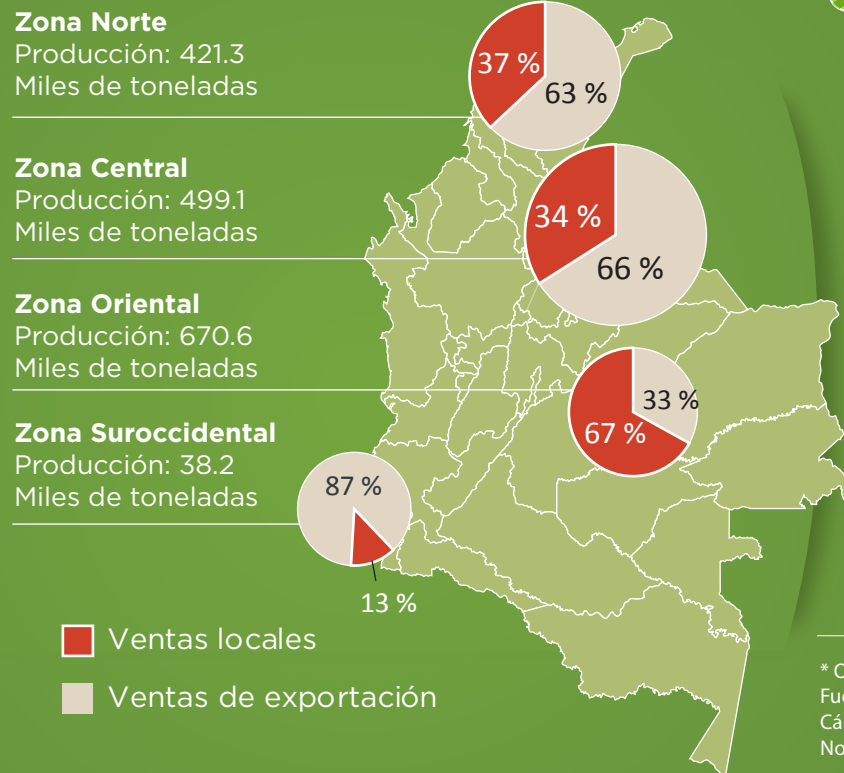 Zona Norte
Producción: 421.3
Miles de toneladas
37 %
63 %
Zona Central
Producción: 499.1
Miles de toneladas
34 %
66 %
Zona Oriental
Producción: 670.6
Miles de toneladas
33 %
67 %
Zona Suroccidental
Producción: 38.2
Miles de toneladas
87 %
13 %
Ventas locales
Ventas de exportación
*